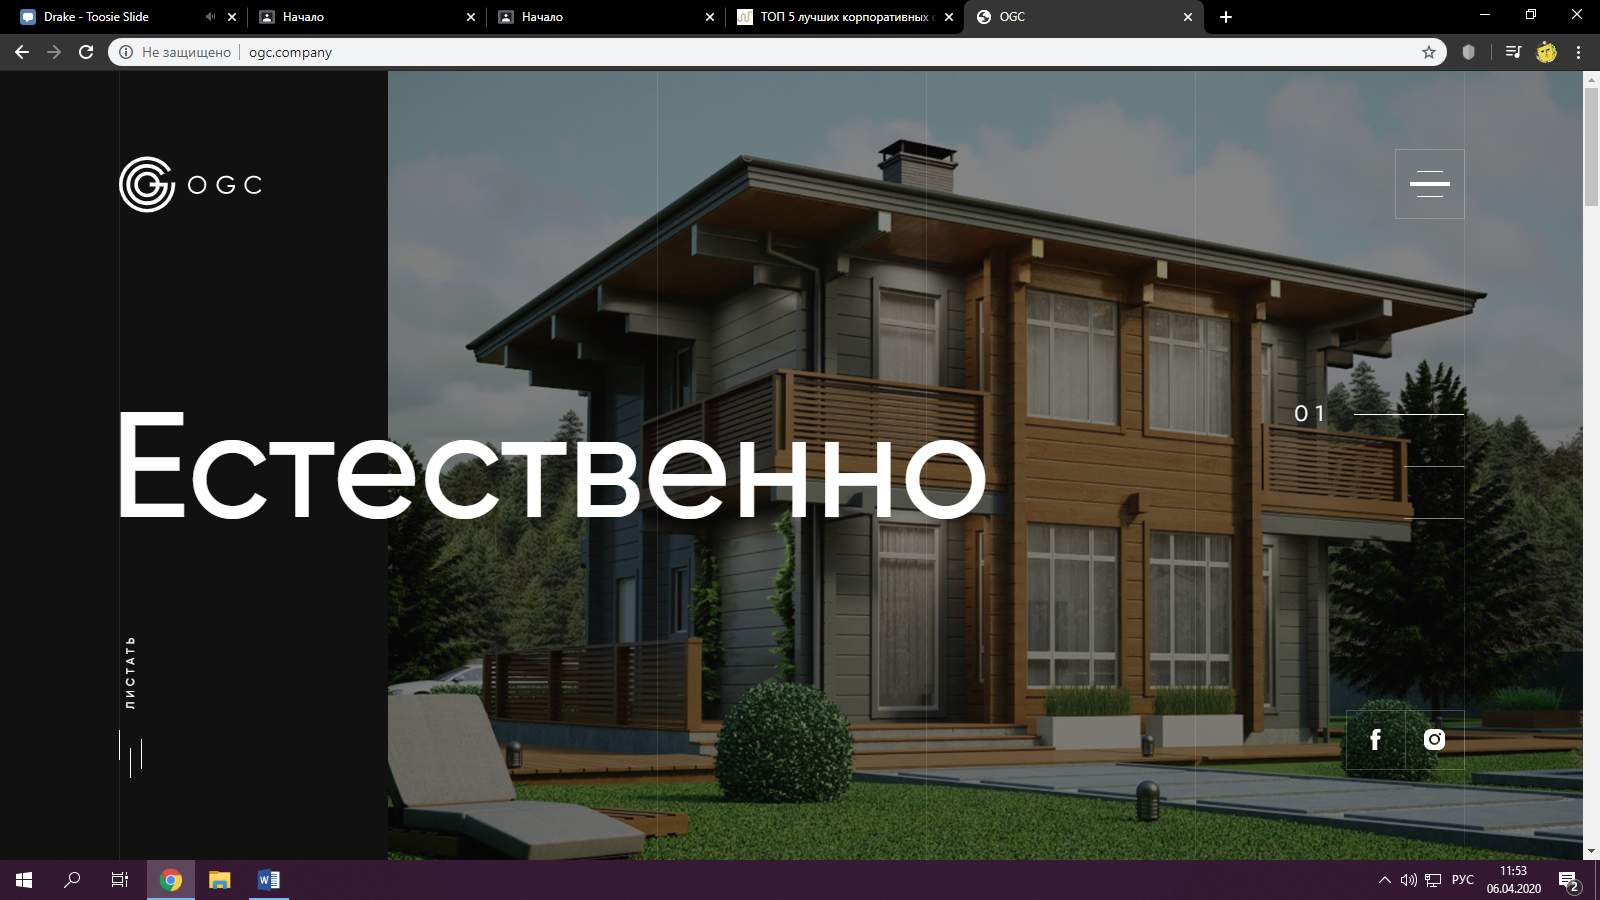 Drake - Toosie Slide
Начало
Начало
ТОП 5 лучших корпоративных
OGC
Не защищено
ogc.company
OGC
01
Естественно
ЛИСТАТЬ
f
W
РУС
11:53
06.04.2020
2